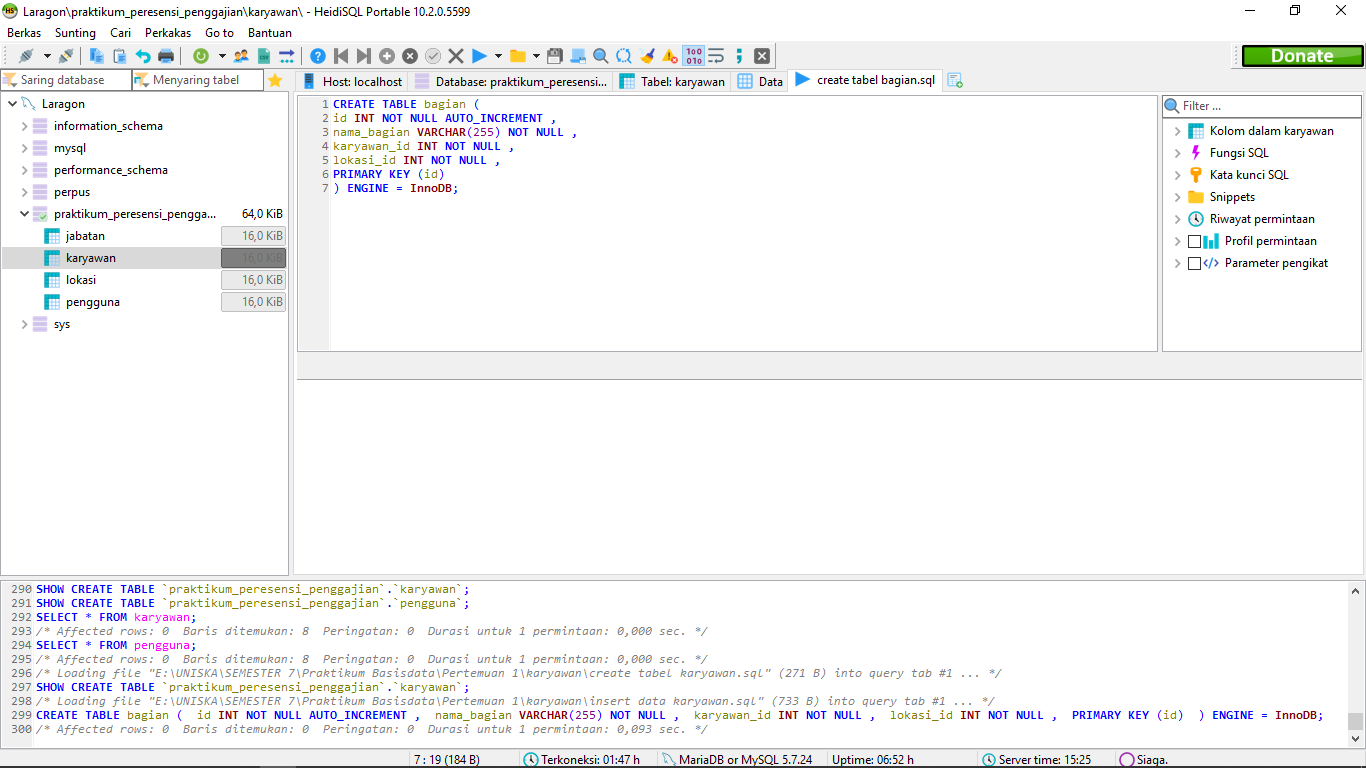 Laragon\praktikum_peresensi_penggajian\karyawan\ - HeidiSQL Portable 10.2.0.5599
Berkas Sunting Cari Perkakas Go to Bantuan
Donate
Saring database Menyaring tabel
Host: localhost Database: praktikum_peresensi... Tabel: karyawan Data create tabel bagian.sql
Laragon
information_schema
mysql
performance_schema
perpus
praktikum_peresensi_pengga... 64,0 KiB
jabatan 16,0 KiB
karyawan 16,0 KiB
lokasi 16,0 KiB
pengguna 16,0 KiB
sys
1 CREATE TABLE bagian (
2 id INT NOT NULL AUTO_INCREMENT ,
3 nama_bagian VARCHAR(255) NOT NULL ,
4 karyawan_id INT NOT NULL ,
5 lokasi_id INT NOT NULL ,
6 PRIMARY KEY (id)
7 ) ENGINE = InnoDB;
Filter ...
Kolom dalam karyawan
Fungsi SQL
Kata kunci SQL
Snippets
Riwayat permintaan
Profil permintaan
Parameter pengikat
290 SHOW CREATE TABLE `praktikum_peresensi_penggajian`.`karyawan`;
291 SHOW CREATE TABLE `praktikum_peresensi_penggajian`.`pengguna`;
292 SELECT * FROM karyawan;
293 /* Affected rows: 0  Baris ditemukan: 8  Peringatan: 0  Durasi untuk 1 permintaan: 0,000 sec. */
294 SELECT * FROM pengguna;
295 /* Affected rows: 0  Baris ditemukan: 8  Peringatan: 0  Durasi untuk 1 permintaan: 0,000 sec. */
296 /* Loading file "E:\UNISKA\SEMESTER 7\Praktikum Basisdata\Pertemuan 1\karyawan\create tabel karyawan.sql" (271 B) into query tab #1 ... */
297 SHOW CREATE TABLE `praktikum_peresensi_penggajian`.`karyawan`;
298 /* Loading file "E:\UNISKA\SEMESTER 7\Praktikum Basisdata\Pertemuan 1\karyawan\insert data karyawan.sql" (733 B) into query tab #1 ... */
299 CREATE TABLE bagian (  id INT NOT NULL AUTO_INCREMENT ,  nama_bagian VARCHAR(255) NOT NULL ,  karyawan_id INT NOT NULL ,  lokasi_id INT NOT NULL ,  PRIMARY KEY (id)  ) ENGINE = InnoDB;
300 /* Affected rows: 0  Baris ditemukan: 0  Peringatan: 0  Durasi untuk 1 permintaan: 0,093 sec. */
7 : 19 (184 B) Terkoneksi: 01:47 h MariaDB or MySQL 5.7.24 Uptime: 06:52 h Server time: 15:25 Siaga.